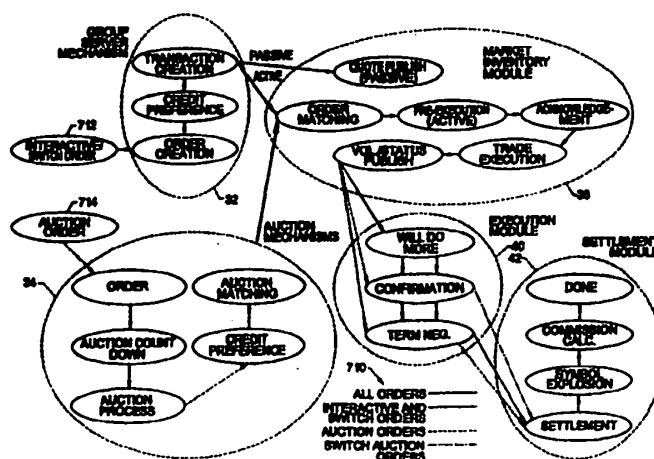 GROUP
SERVER
MECHANISM
TRANSACTION
CREATION
CREDIT
PREFERENCE
ORDER
CREATION
712
INTERACTIVE/
SWITCH ORDER
32
PASSIVE
ACTIVE
QUOTE PUBLISH
(PASSIVE)
MARKET
INVENTORY
MODULE
ORDER
MATCHING
PRE-EXECUTION
(ACTIVE)
ACKNOWLEDGE-
MENT
VOL/STATUS
PUBLISH
TRADE
EXECUTION
36
714
AUCTION
ORDER
AUCTION
MECHANISMS
34
ORDER
AUCTION
MATCHING
AUCTION COUNT
DOWN
CREDIT
PREFERENCE
AUCTION
PROCESS
EXECUTION
MODULE
40
WILL DO
MORE
CONFIRMATION
TERM NEG.
SETTLEMENT
MODULE
42
DONE
COMMISSION
CALC.
SYMBOL
EXPLOSION
SETTLEMENT
710
ALL ORDERS
INTERACTIVE AND
SWITCH ORDERS
AUCTION ORDERS
SWITCH AUCTION
ORDERS